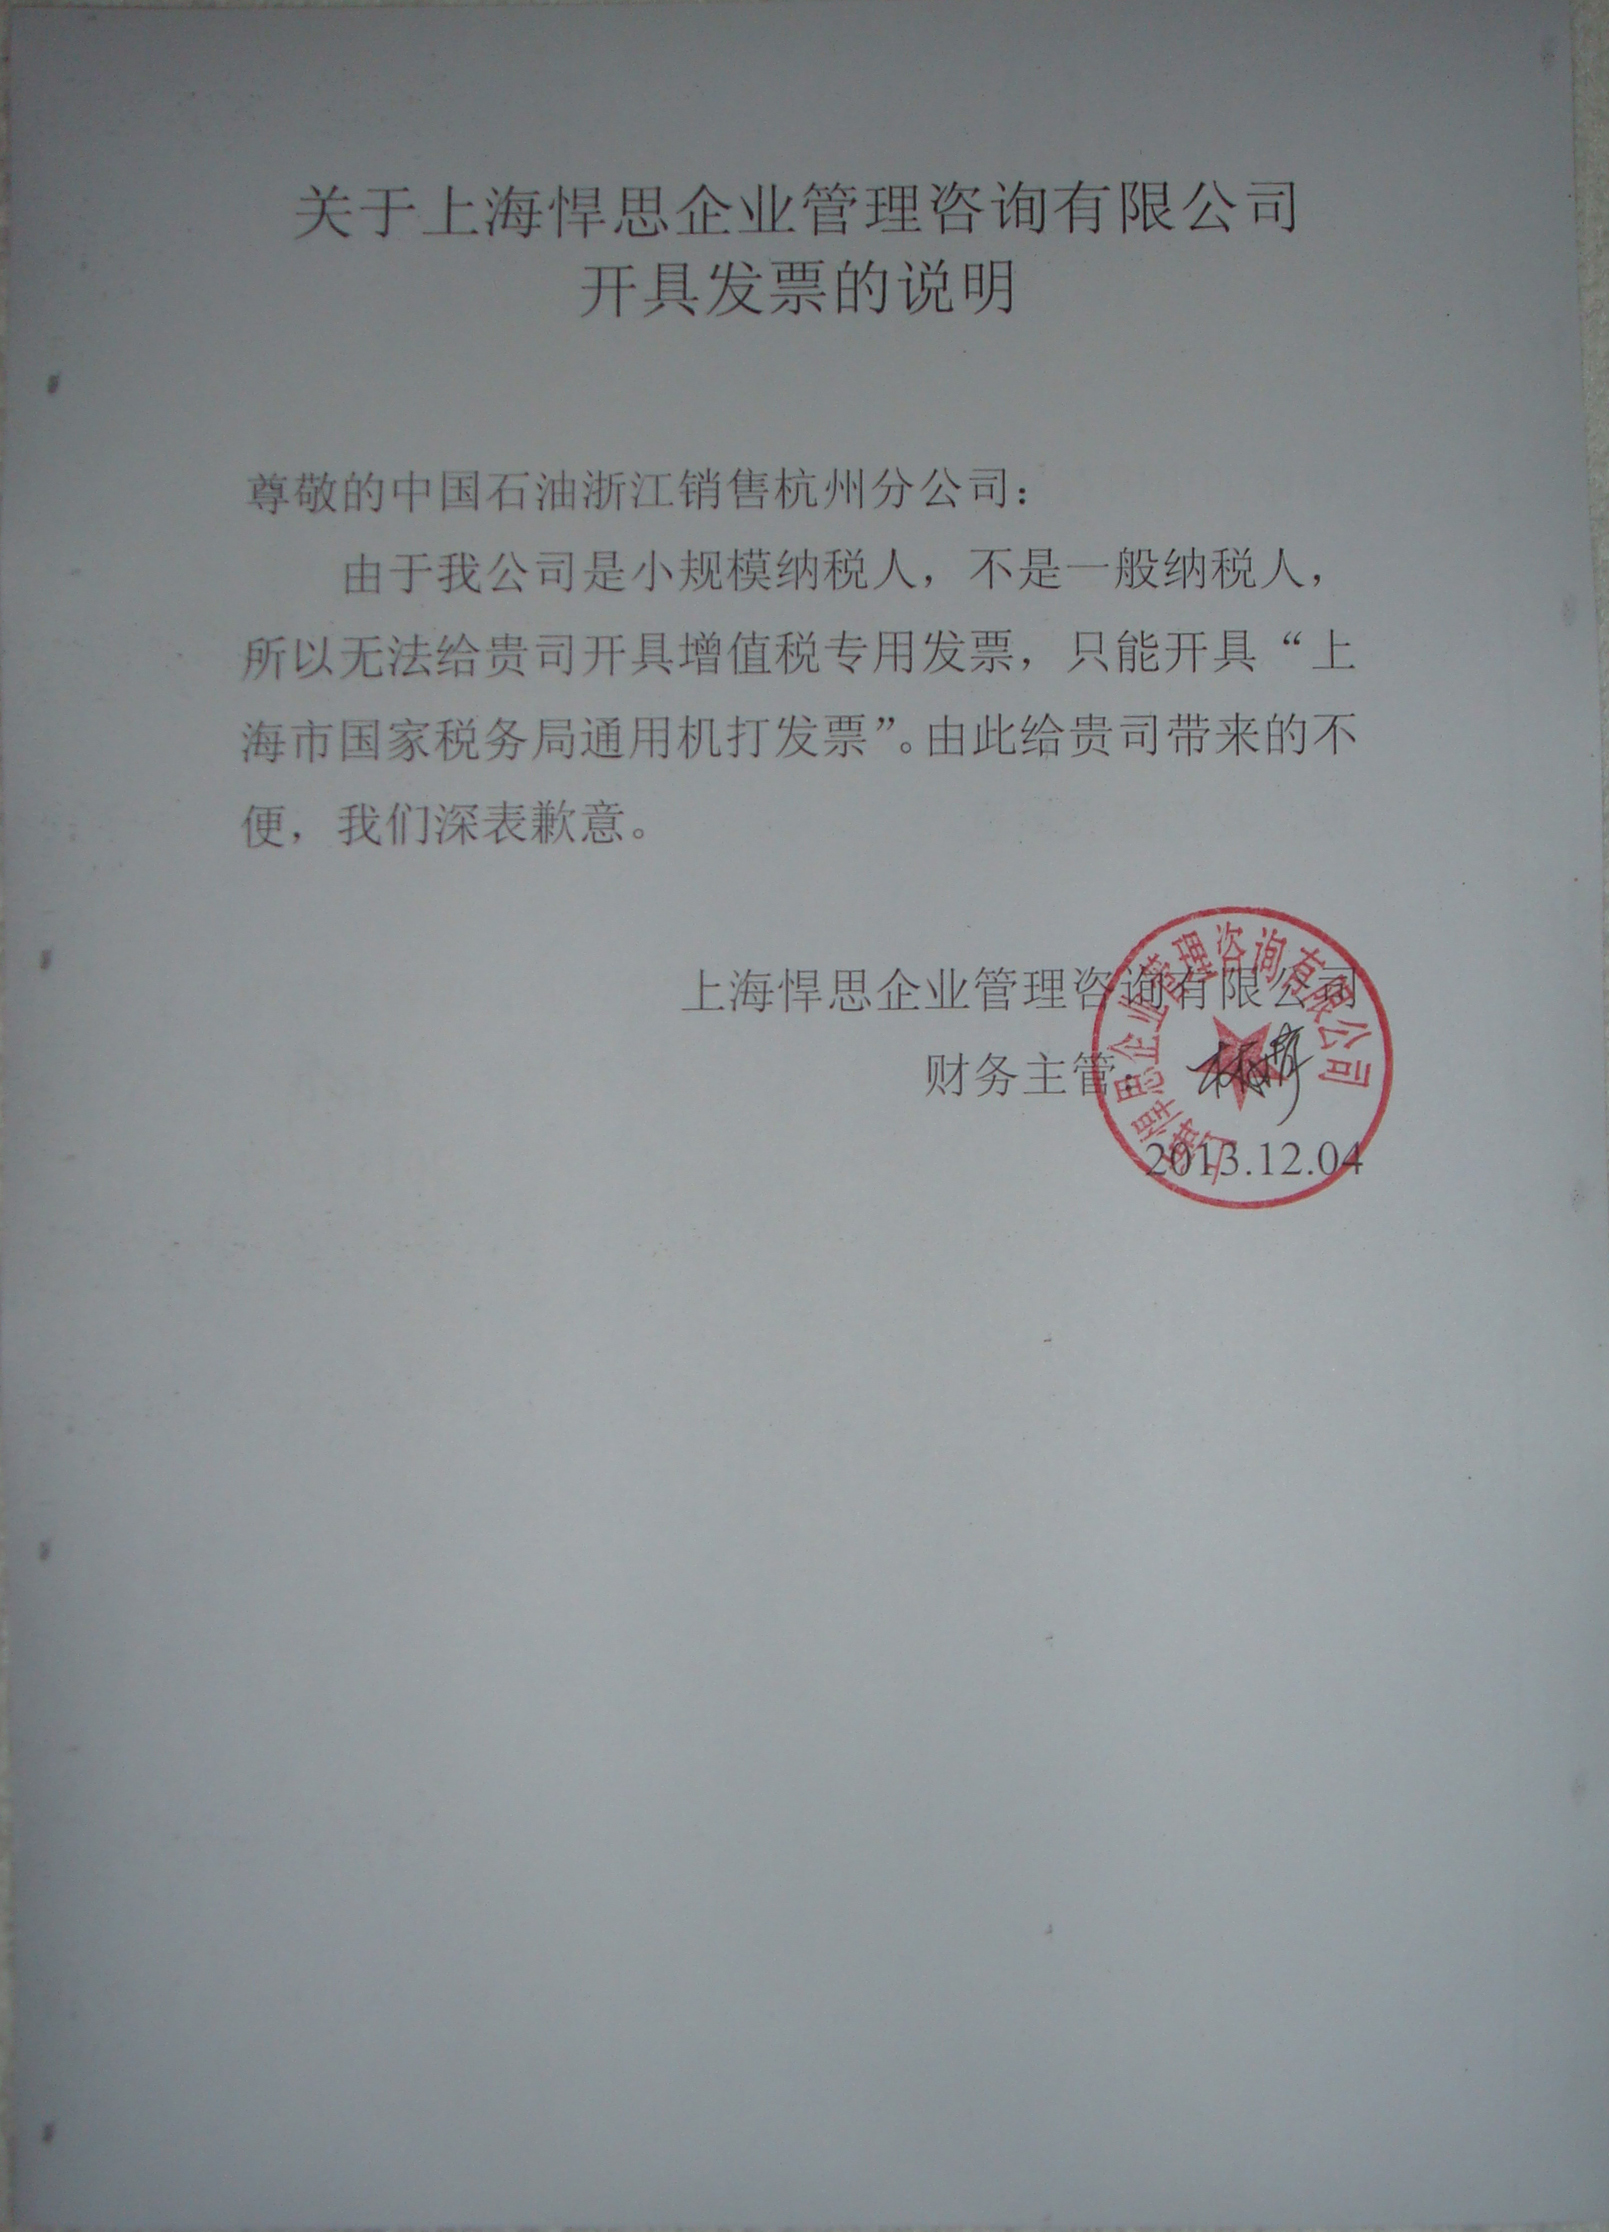 关于上海悍思企业管理咨询有限公司
开具发票的说明
尊敬的中国石油浙江销售杭州分公司：
由于我公司是小规模纳税人，不是一般纳税人，
所以无法给贵司开具增值税专用发票，只能开具“上
海市国家税务局通用机打发票”。由此给贵司带来的不
便，我们深表歉意。
上海悍思企业管理咨询有限公司
财务主管：
2013.12.04
上海悍思企业管理咨询有限公司